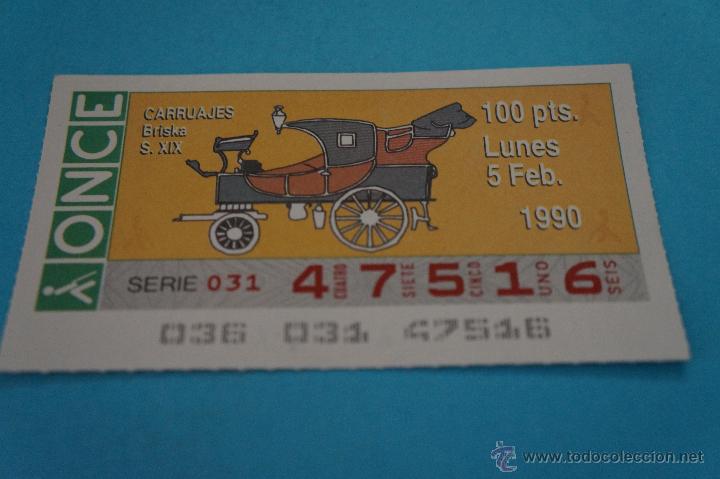 ONCE
CARRUAJES
Briska
S. XIX
100 pts.
Lunes
5 Feb.
1990
SERIE 031 4 CUATRO 7 SIETE 5 CINCO 1 UNO 6 SEIS
036 031 47516
© www.todocoleccion.net